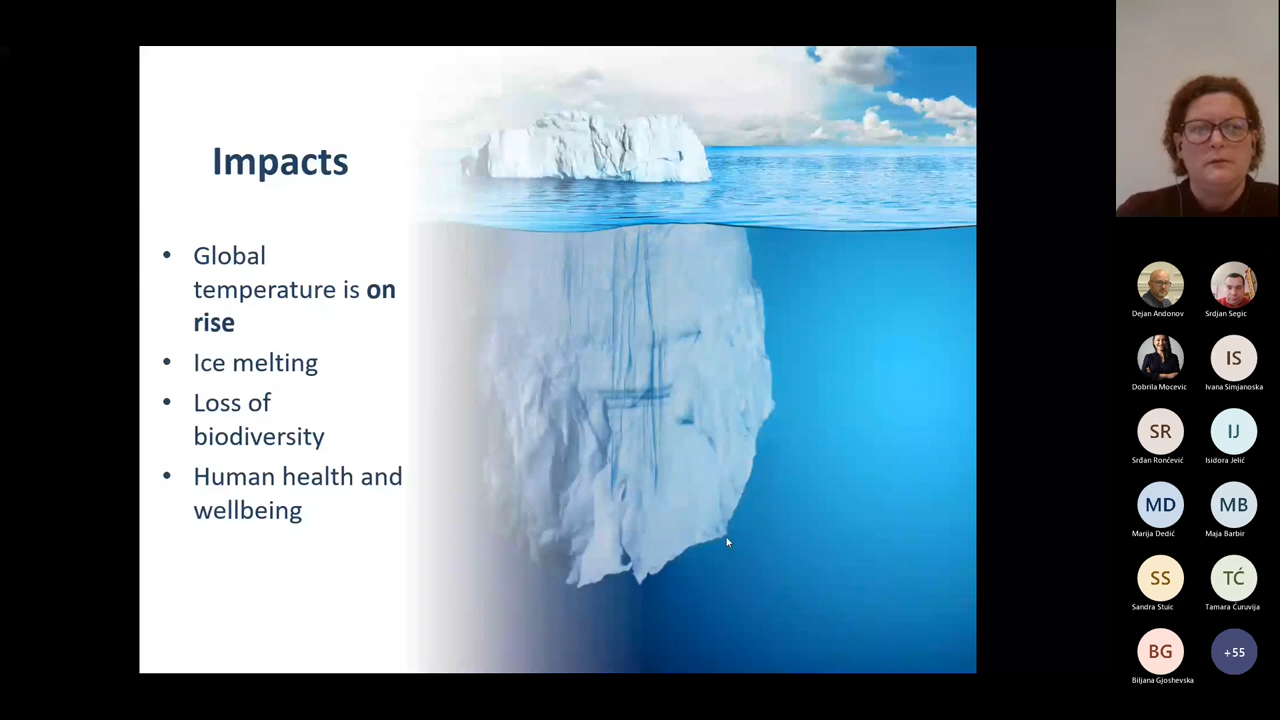 Impacts
• Global
temperature is on
rise
• Ice melting
• Loss of
biodiversity
• Human health and
wellbeing
Dejan Andonov
Srdjan Segic
Dobrila Mocevic
IS
Ivana Simjanoska
SR
Srđan Rončević
IJ
Isidora Jelić
MD
Marija Dedić
MB
Maja Barbir
SS
Sandra Stuic
TĆ
Tamara Ćuruvija
BG
Biljana Gjoshevska
+55